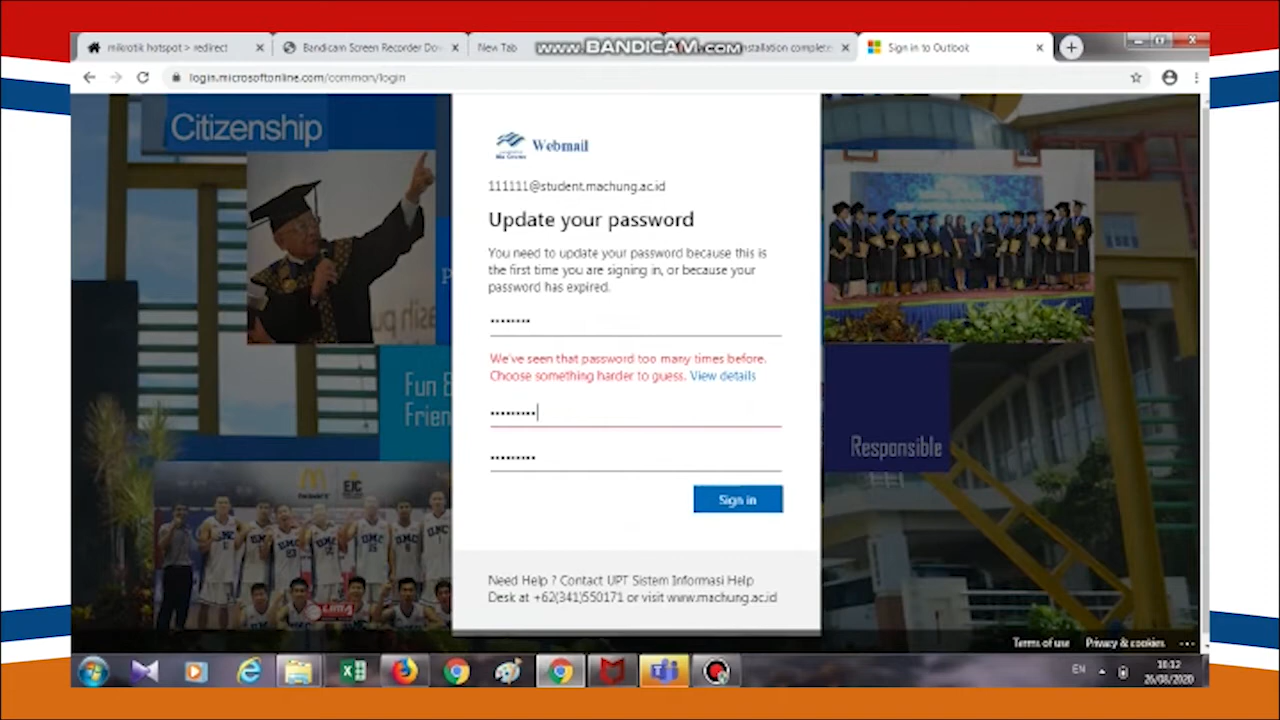 mikrotik hotspot > redirect
Bandicam Screen Recorder Do
New Tab
www.BANDICAM.com
nstallation complete
Sign in to Outlook
login.microsoftonline.com/common/login
Citizenship
Webmail
111111@student.machung.ac.id
Update your password
You need to update your password because this is
the first time you are signing in, or because your
password has expired.
••••••••
We've seen that password too many times before.
Choose something harder to guess. View details
•••••••••
•••••••••
Sign in
Fun &
Friend
Responsible
EJC
UMC
Need Help ? Contact UPT Sistem Informasi Help
Desk at +62(341)550171 or visit www.machung.ac.id
Terms of use
Privacy & cookies
EN
10:12
26/08/2020